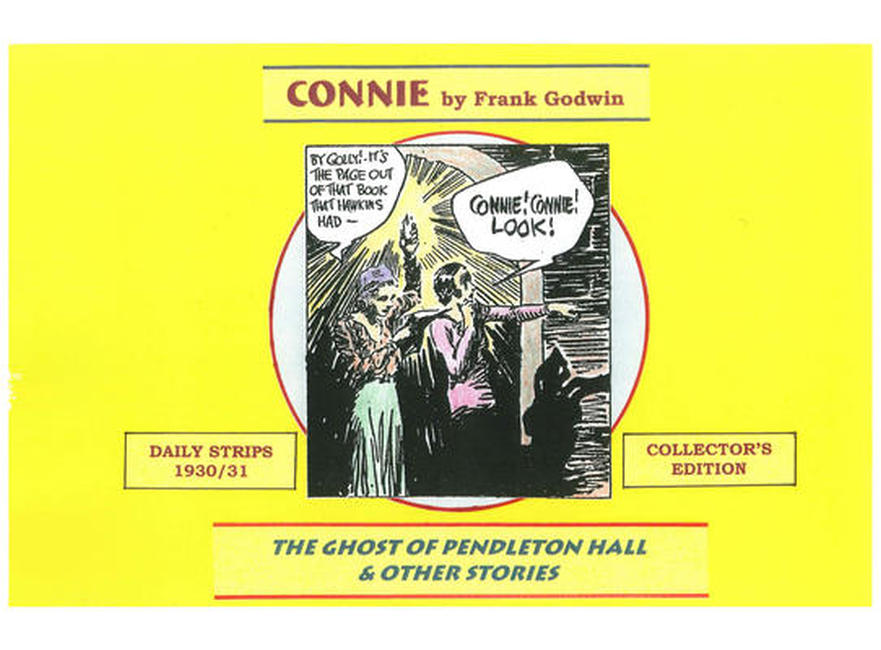 CONNIE by Frank Godwin
BY GOLLY! - IT'S
THE PAGE OUT
OF THAT BOOK
THAT HAWKINS
HAD —
CONNIE! CONNIE!
LOOK!
DAILY STRIPS
1930/31
COLLECTOR'S
EDITION
THE GHOST OF PENDLETON HALL
& OTHER STORIES